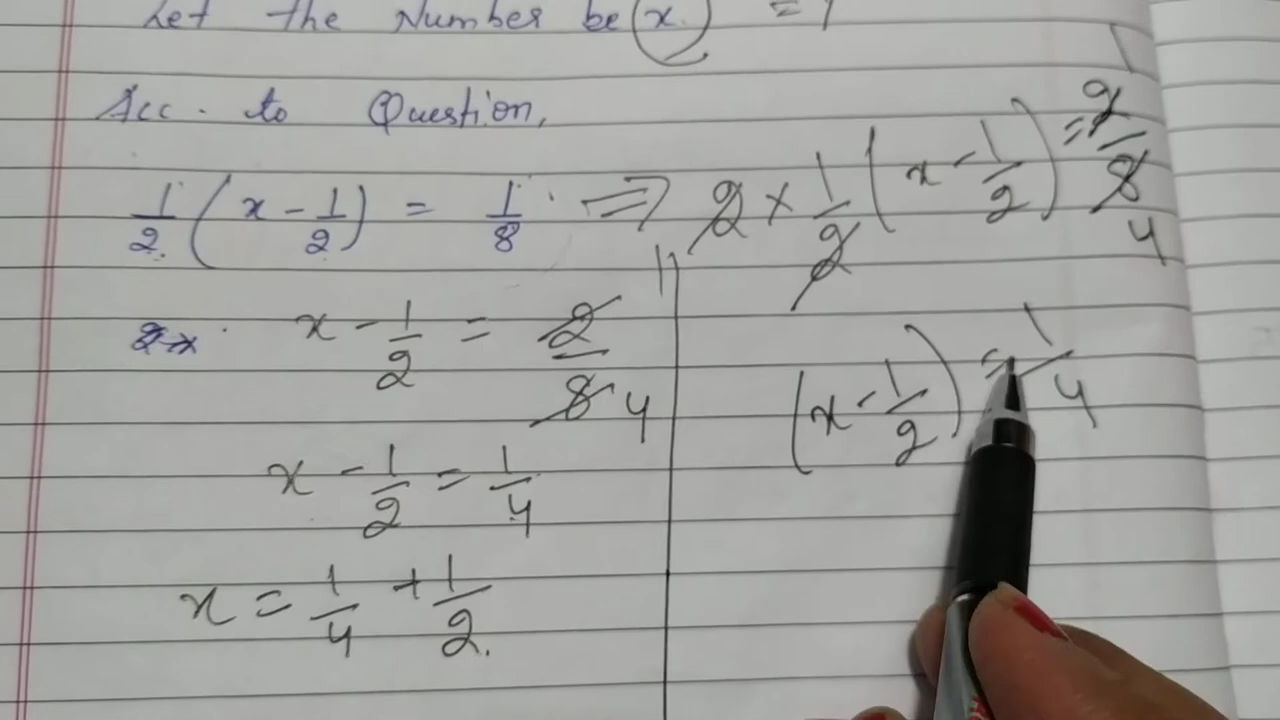 Let the Number be x = ?
Acc. to Question,
1/2 (x - 1/2) = 1/8 ⇒ 2 × 1/2 (x - 1/2) = 2/8 4
2x x - 1/2 = 2/8 4
(x - 1/2) = 1/4
x - 1/2 = 1/4
x = 1/4 + 1/2.